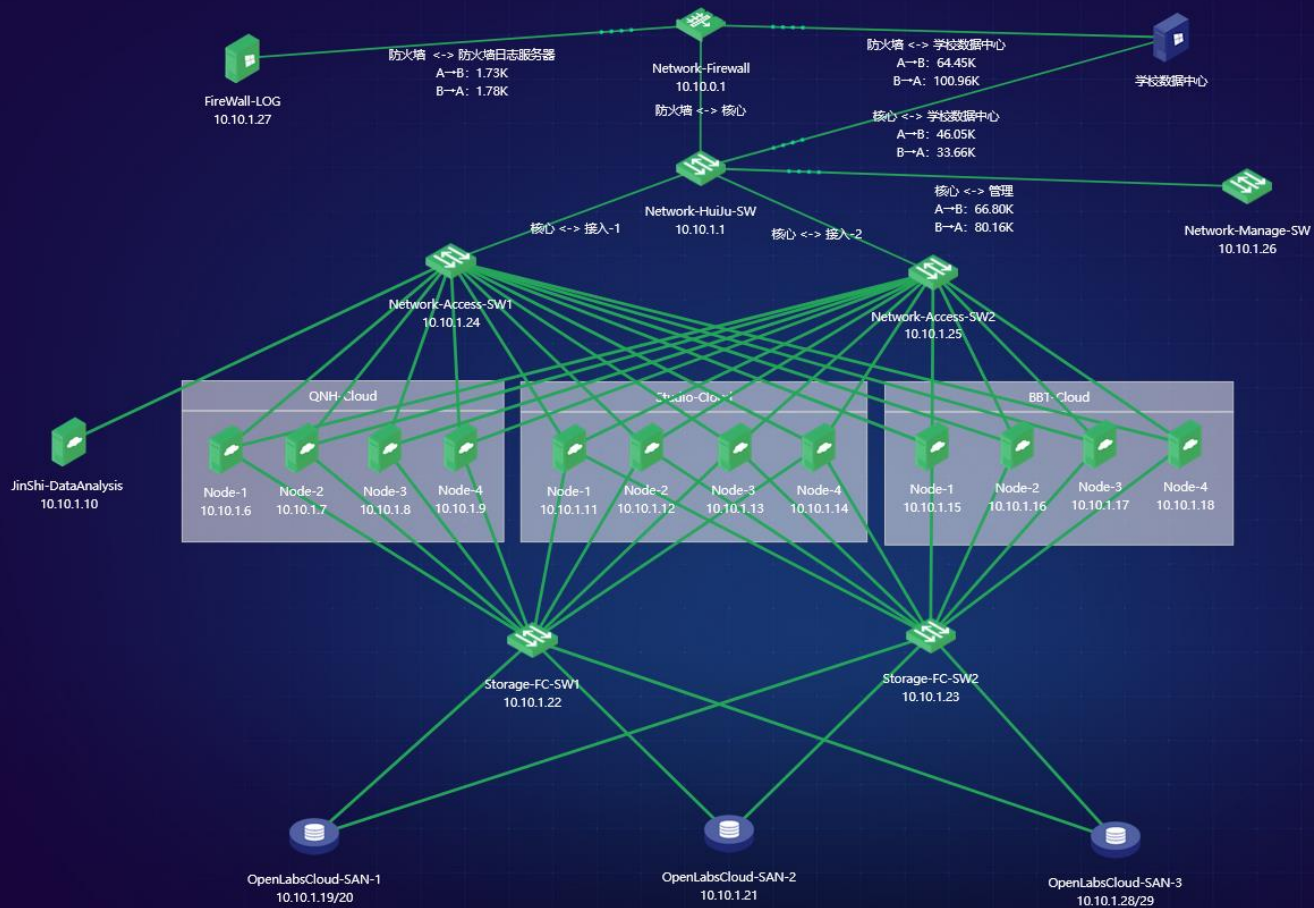 防火墙 <-> 防火墙日志服务器
A→B: 1.73K
B→A: 1.78K
FireWall-LOG
10.10.1.27
Network-Firewall
10.10.0.1
防火墙 <-> 学校数据中心
A→B: 64.45K
B→A: 100.96K
学校数据中心
防火墙 <-> 核心
核心 <-> 学校数据中心
A→B: 46.05K
B→A: 33.66K
Network-HuiJu-SW
10.10.1.1
核心 <-> 管理
A→B: 66.80K
B→A: 80.16K
Network-Manage-SW
10.10.1.26
核心 <-> 接入-1
核心 <-> 接入-2
Network-Access-SW1
10.10.1.24
Network-Access-SW2
10.10.1.25
JinShi-DataAnalysis
10.10.1.10
QNH-Cloud
Node-1
10.10.1.6
Node-2
10.10.1.7
Node-3
10.10.1.8
Node-4
10.10.1.9
Studio-Cloud
Node-1
10.10.1.11
Node-2
10.10.1.12
Node-3
10.10.1.13
Node-4
10.10.1.14
BBT-Cloud
Node-1
10.10.1.15
Node-2
10.10.1.16
Node-3
10.10.1.17
Node-4
10.10.1.18
Storage-FC-SW1
10.10.1.22
Storage-FC-SW2
10.10.1.23
OpenLabsCloud-SAN-1
10.10.1.19/20
OpenLabsCloud-SAN-2
10.10.1.21
OpenLabsCloud-SAN-3
10.10.1.28/29